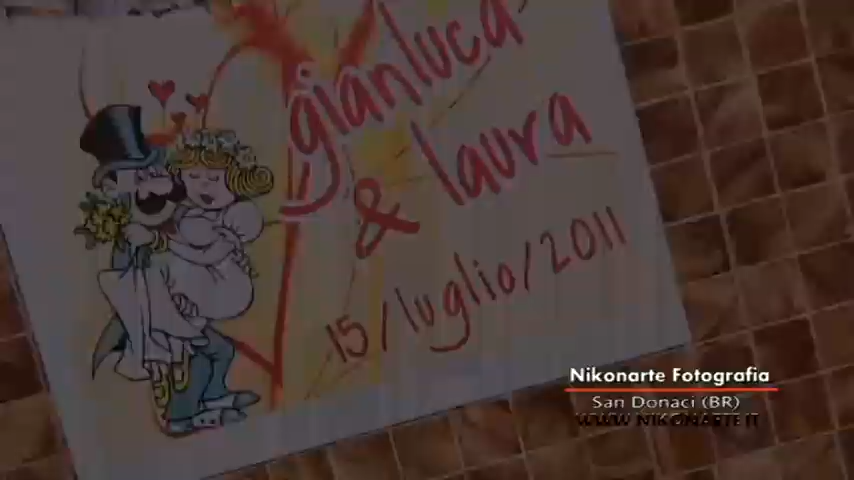 gianluca
& laura
15/luglio/2011
Nikonarte Fotografia
San Donaci (BR)
WWW.NIKONARTE.IT